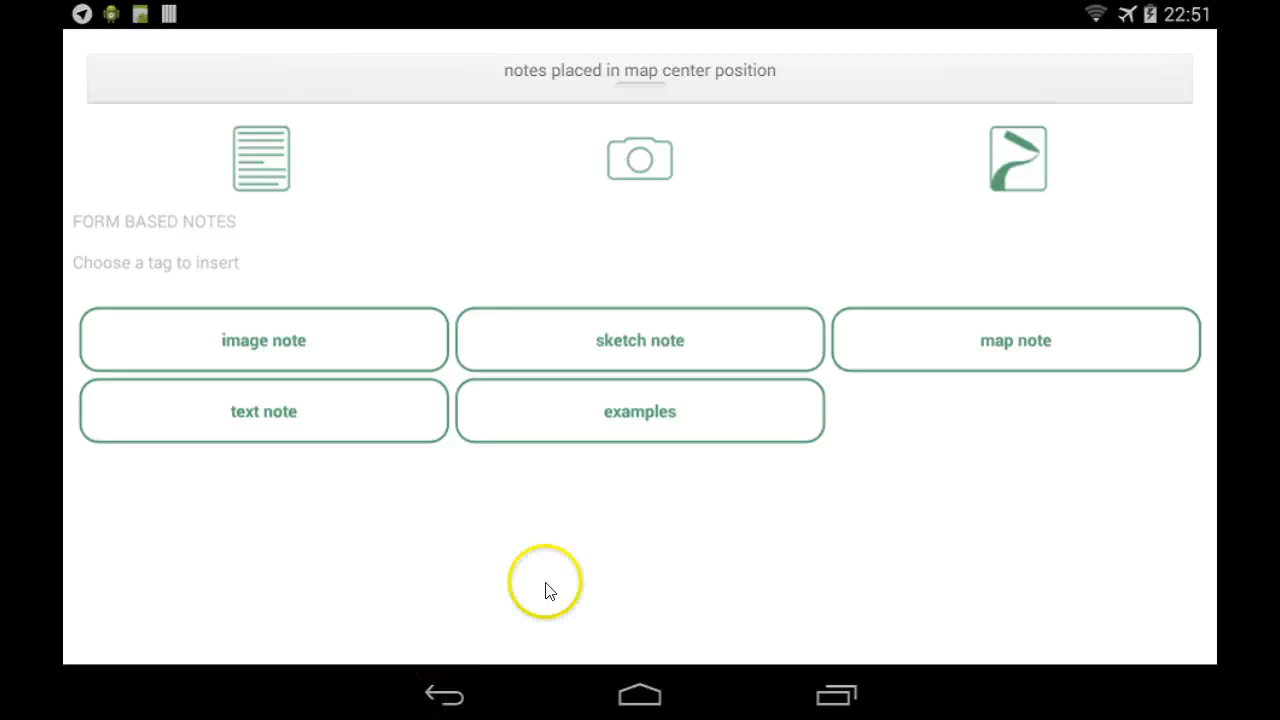 22:51
notes placed in map center position
FORM BASED NOTES
Choose a tag to insert
image note
sketch note
map note
text note
examples